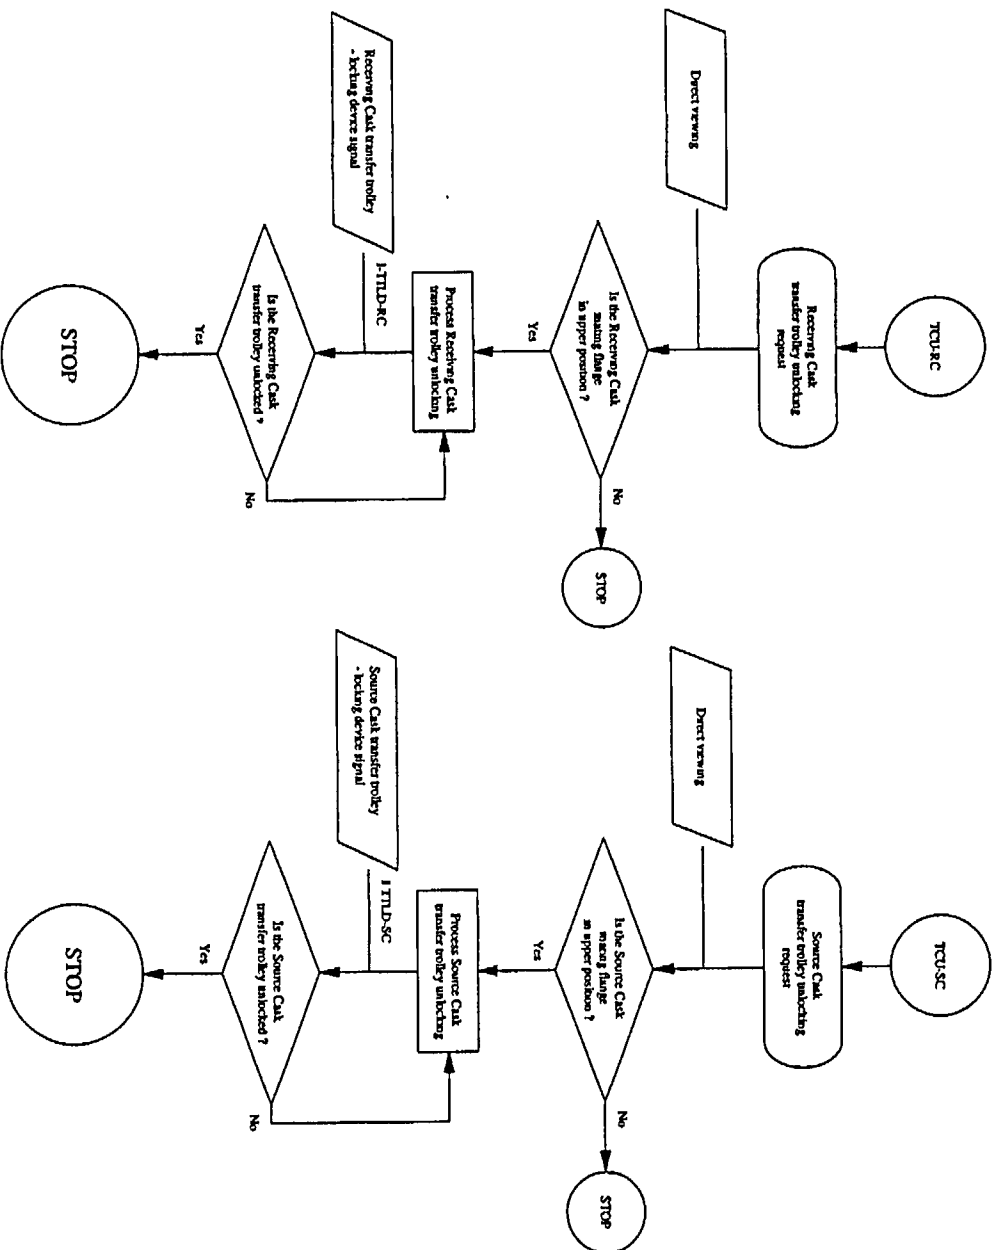 TCU-RC
Receiving Cask
transfer trolley unlocking
request
Direct viewing
Is the Receiving Cask
mating flange
in upper position ?
No
STOP
Yes
Process Receiving Cask
transfer trolley unlocking
Receiving Cask transfer trolley
- locking device signal
I-TTLD-RC
Is the Receiving Cask
transfer trolley unlocked ?
No
Yes
STOP
TCU-SC
Source Cask
transfer trolley unlocking
request
Direct viewing
Is the Source Cask
mating flange
in upper position ?
No
STOP
Yes
Process Source Cask
transfer trolley unlocking
Source Cask transfer trolley
- locking device signal
I TTLD-SC
Is the Source Cask
transfer trolley unlocked ?
No
Yes
STOP